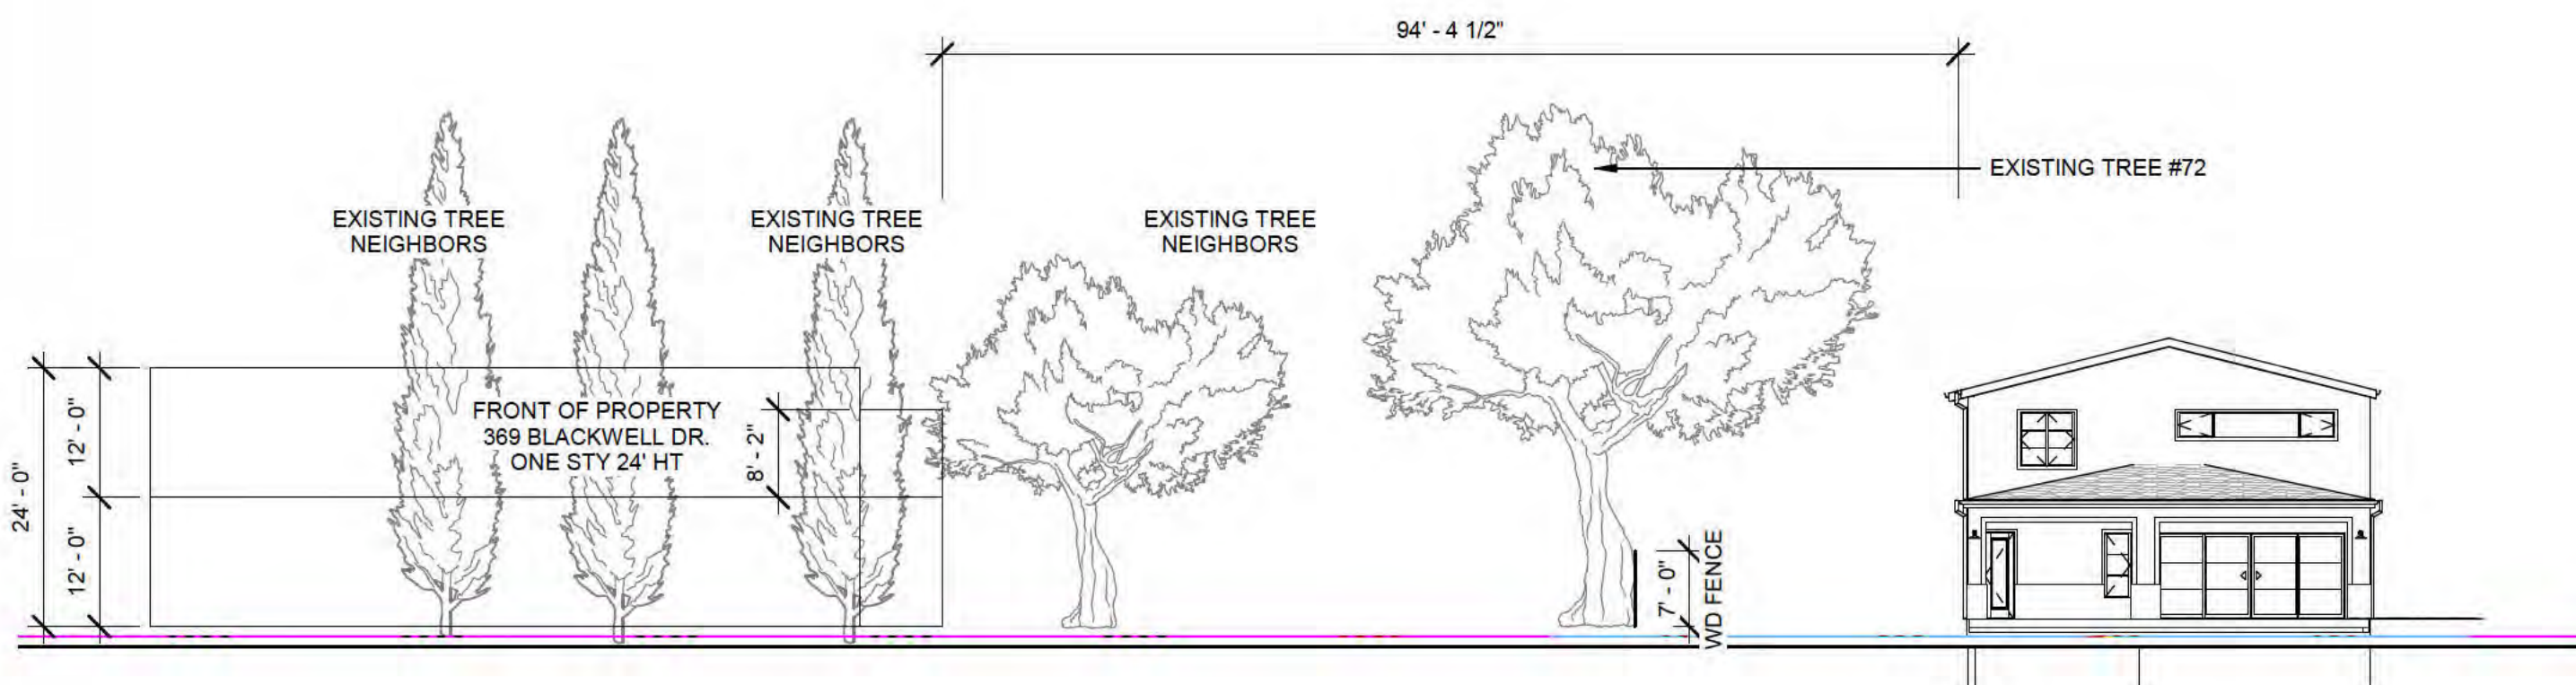 94' - 4 1/2"
EXISTING TREE #72
EXISTING TREE
NEIGHBORS
EXISTING TREE
NEIGHBORS
EXISTING TREE
NEIGHBORS
24' - 0"
12' - 0"
12' - 0"
FRONT OF PROPERTY
369 BLACKWELL DR.
ONE STY 24' HT
8' - 2"
7' - 0"
WD FENCE